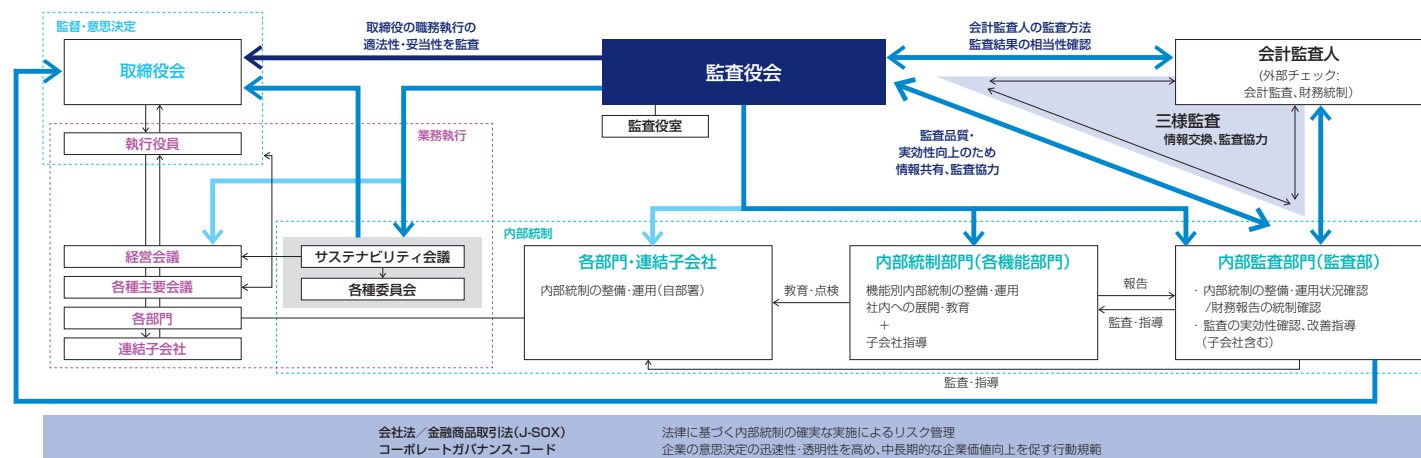 監督・意思決定
取締役会
取締役の職務執行の
適法性・妥当性を監査
監査役会
監査役室
会計監査人の監査方法
監査結果の相当性確認
会計監査人
(外部チェック:
会計監査、財務統制)
三様監査
情報交換、監査協力
執行役員
業務執行
監査品質・
実効性向上のため
情報共有、監査協力
内部統制
経営会議
各種主要会議
各部門
連結子会社
サステナビリティ会議
各種委員会
各部門・連結子会社
内部統制の整備・運用(自部署)
教育・点検
内部統制部門(各機能部門)
機能別内部統制の整備・運用
社内への展開・教育
+
子会社指導
報告
監査・指導
内部監査部門(監査部)
・内部統制の整備・運用状況確認
/財務報告の統制確認
・監査の実効性確認、改善指導
(子会社含む)
監査・指導
会社法／金融商品取引法(J-SOX) 法律に基づく内部統制の確実な実施によるリスク管理
コーポレートガバナンス・コード 企業の意思決定の迅速性・透明性を高め、中長期的な企業価値向上を促す行動規範